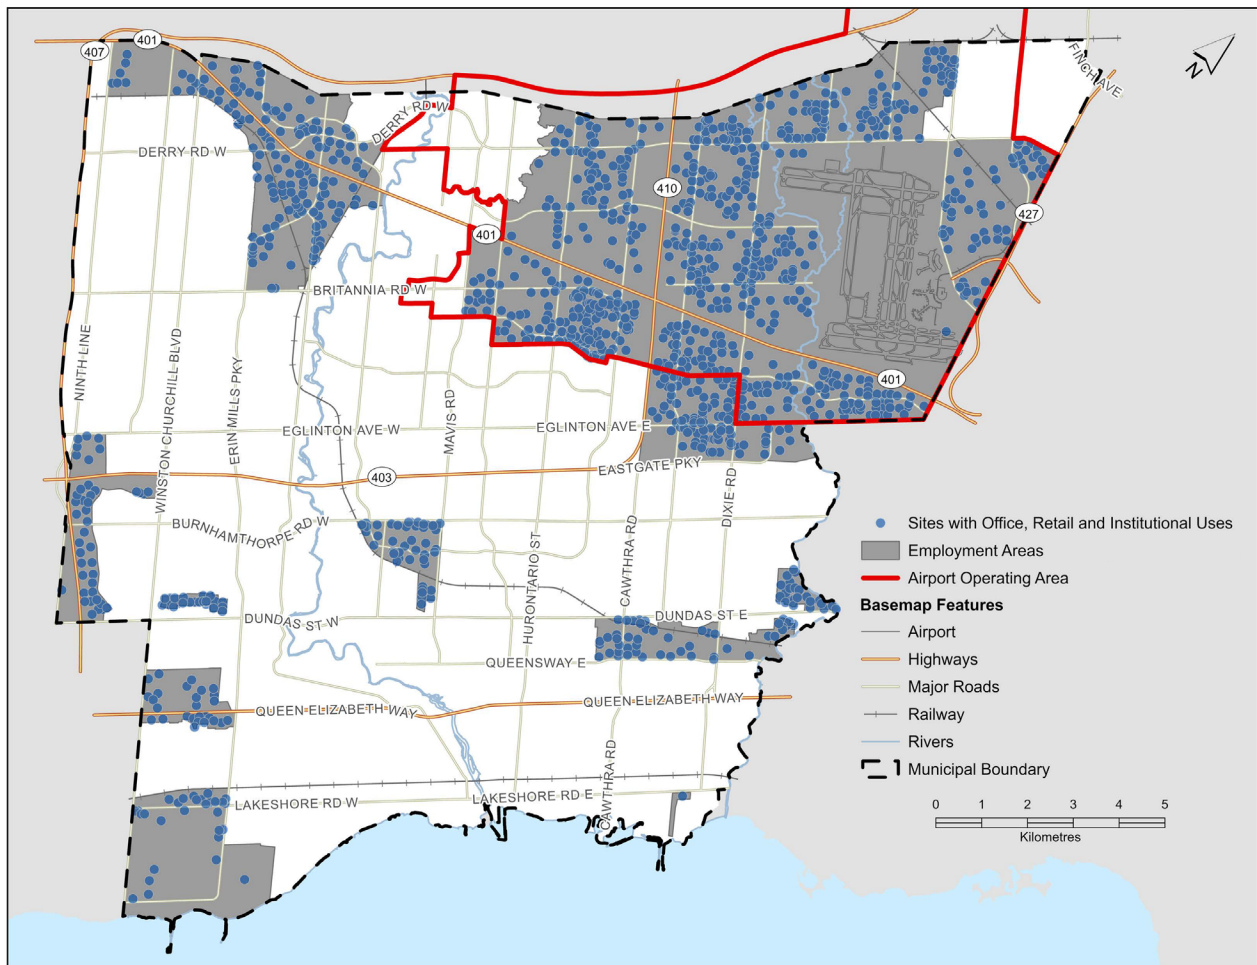 401
407
FINCH AVE
N
DERRY RD W
DERRY RD W
410
427
401
BRITANNIA RD W
NINTH LINE
WINSTON CHURCHILL BLVD
ERIN MILLS PKY
MAVIS RD
401
EGLINTON AVE W
EGLINTON AVE E
EASTGATE PKY
403
DIXIE RD
BURNHAMTHORPE RD W
HURONTARIO ST
CAWTHRA RD
DUNDAS ST W
DUNDAS ST E
QUEENSWAY E
QUEEN ELIZABETH WAY
QUEEN ELIZABETH WAY
CAWTHRA RD
LAKESHORE RD W
LAKESHORE RD E
Sites with Office, Retail and Institutional Uses
Employment Areas
Airport Operating Area
Basemap Features
Airport
Highways
Major Roads
Railway
Rivers
Municipal Boundary
0 1 2 3 4 5
Kilometres